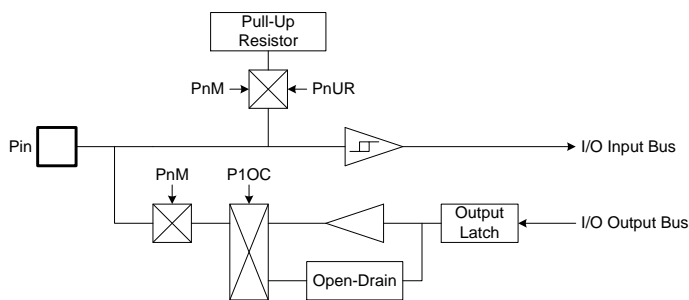 Pull-Up
Resistor
PnM
PnUR
Pin
I/O Input Bus
PnM
P1OC
Output
Latch
I/O Output Bus
Open-Drain